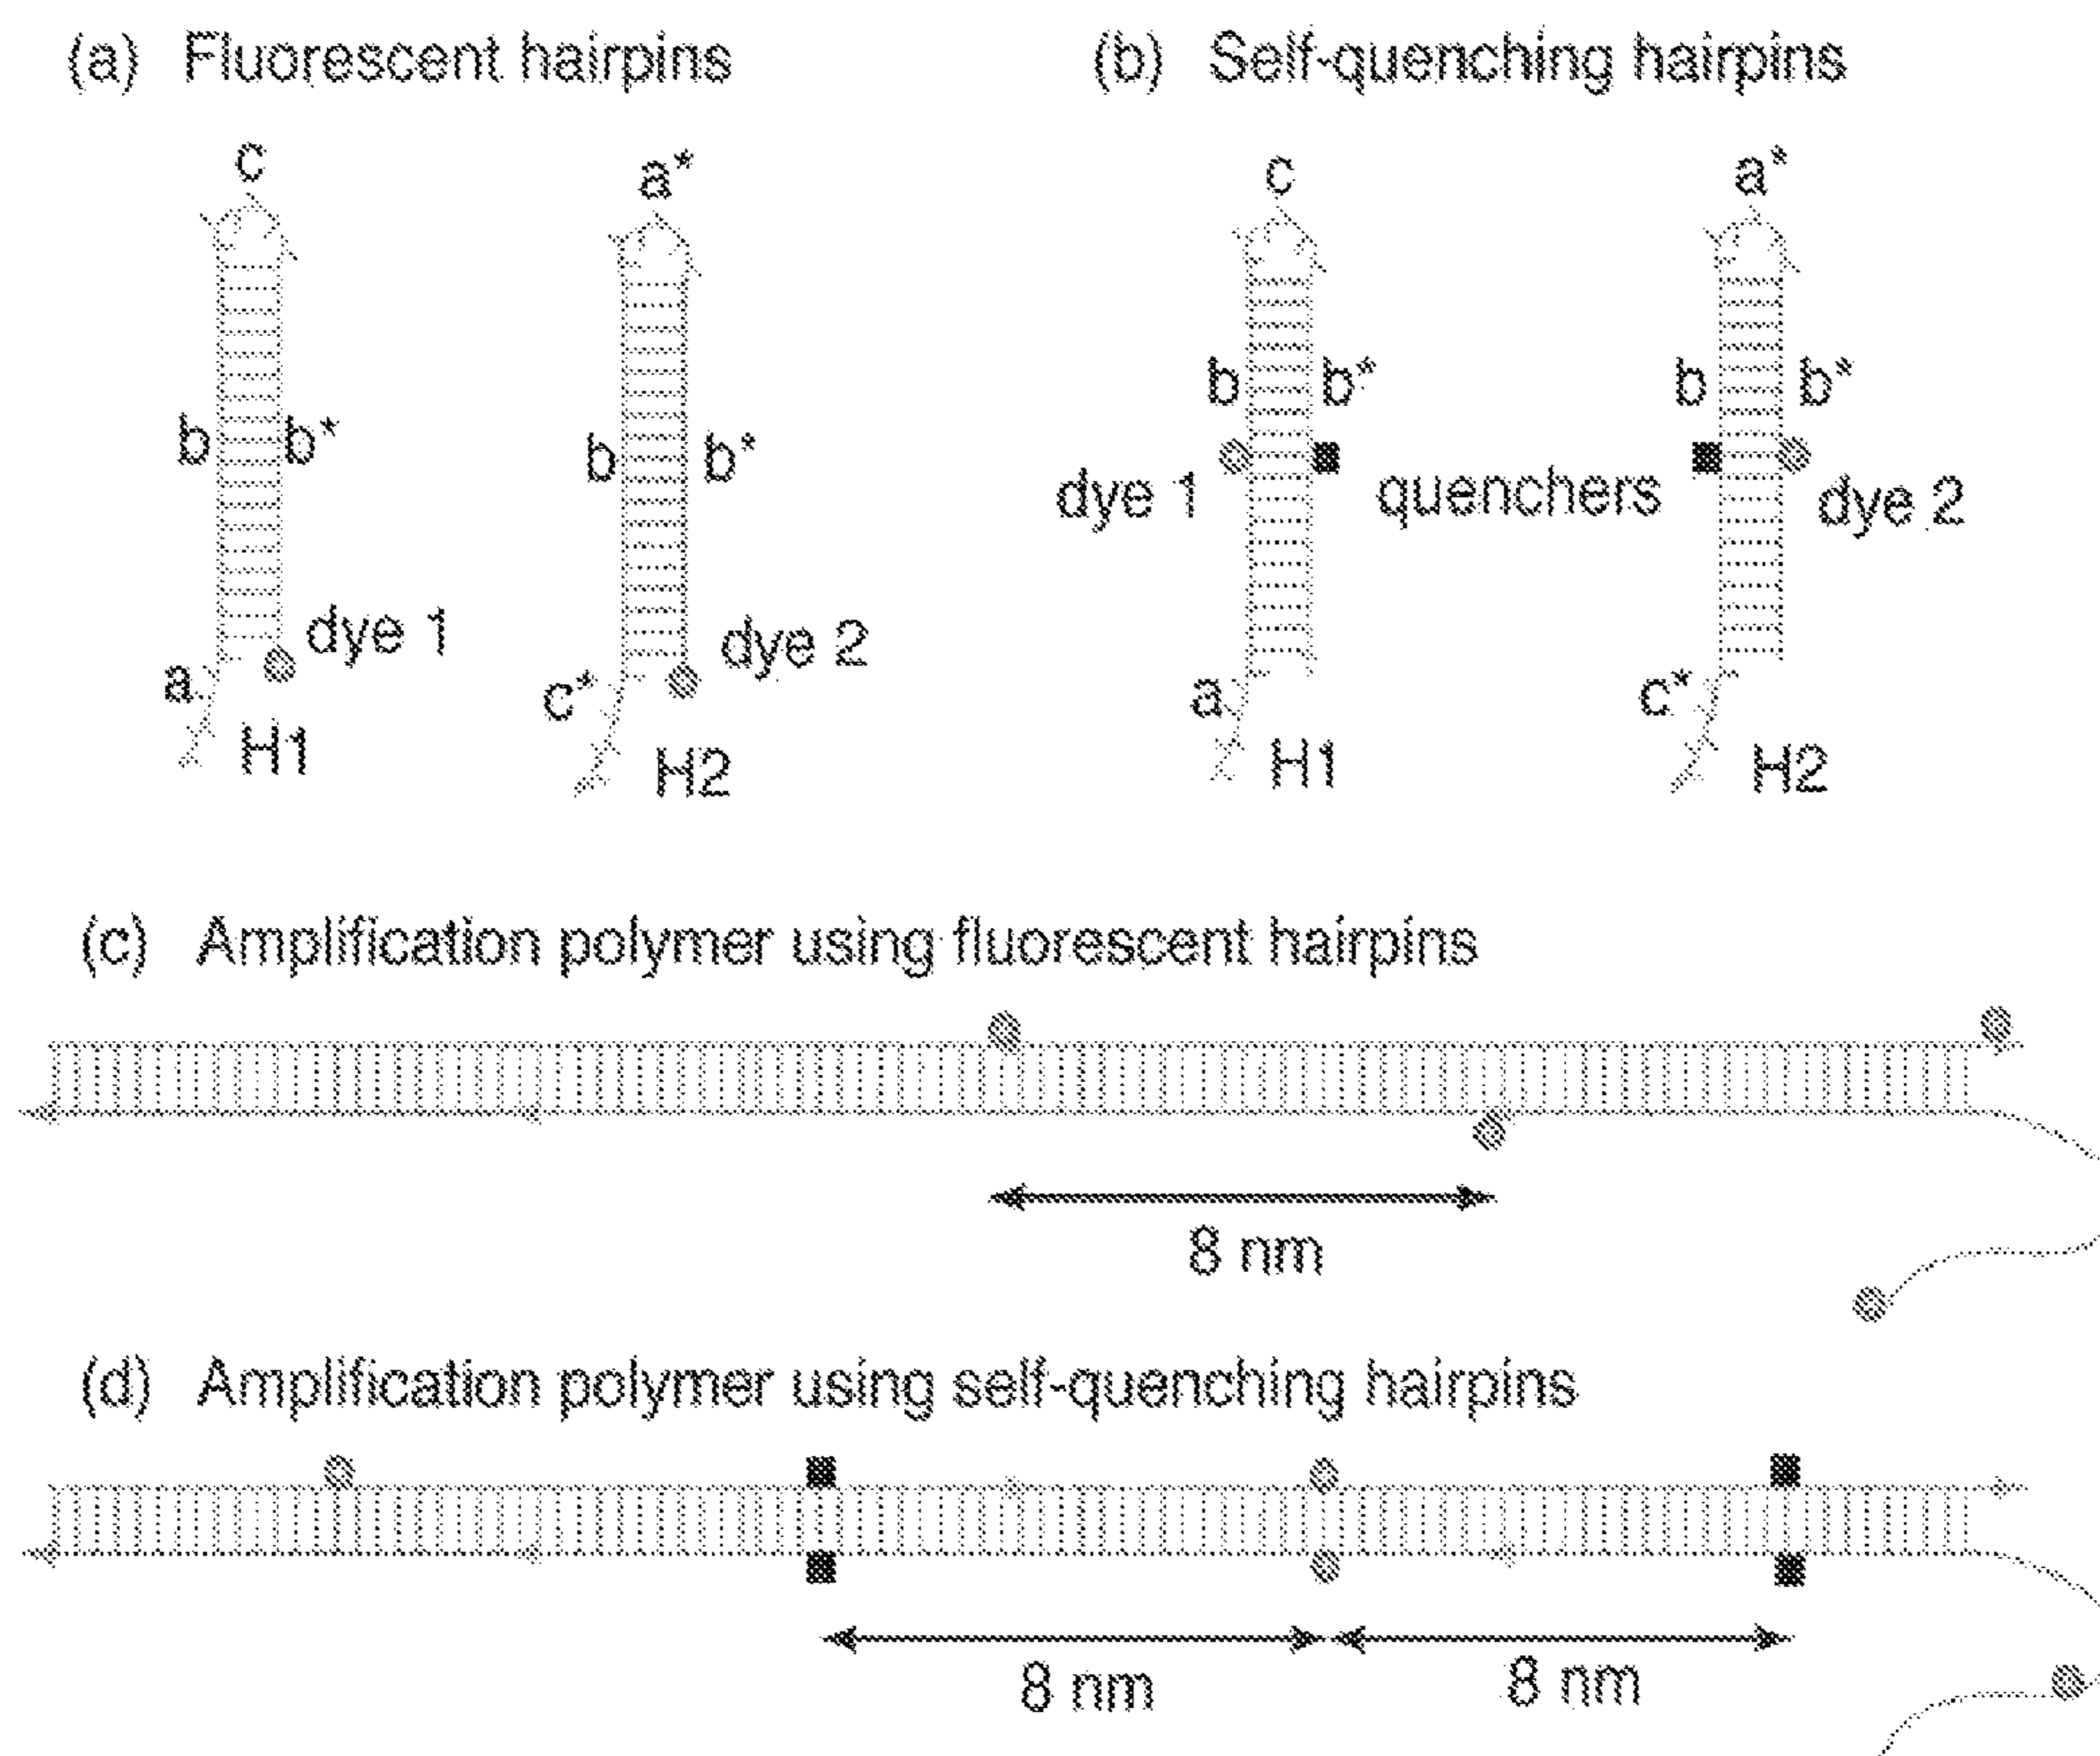 (a) Fluorescent hairpins
(b) Self-quenching hairpins
c
a*
c
a*
b
b*
b
b*
b
b*
b
b*
dye 1
quenchers
dye 2
dye 1
dye 2
a
c*
a
c*
H1
H2
H1
H2
(c) Amplification polymer using fluorescent hairpins
8 nm
(d) Amplification polymer using self-quenching hairpins
8 nm
8 nm